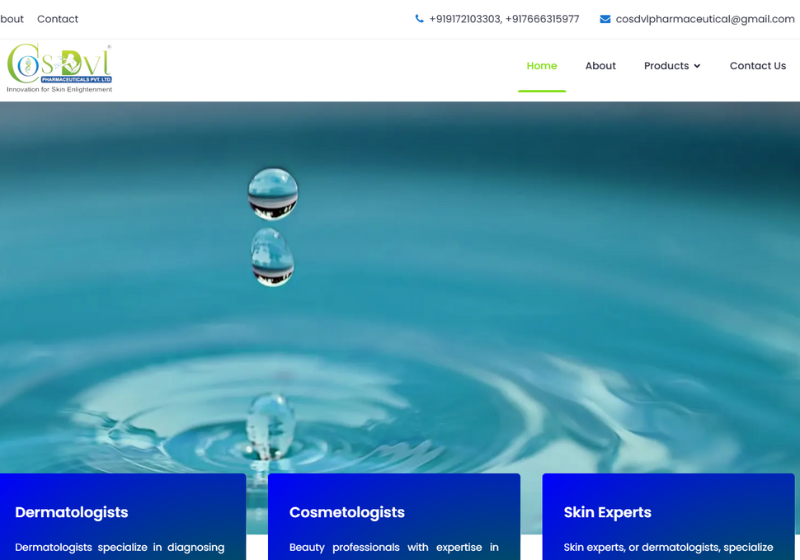 bout Contact +919172103303, +917666315977 cosdvlpharmaceutical@gmail.com
CosDvl
PHARMACEUTICALS PVT. LTD.
Innovation for Skin Enlightenment
Home About Products Contact Us
Dermatologists Cosmetologists Skin Experts
Dermatologists specialize in diagnosing Beauty professionals with expertise in Skin experts, or dermatologists, specialize